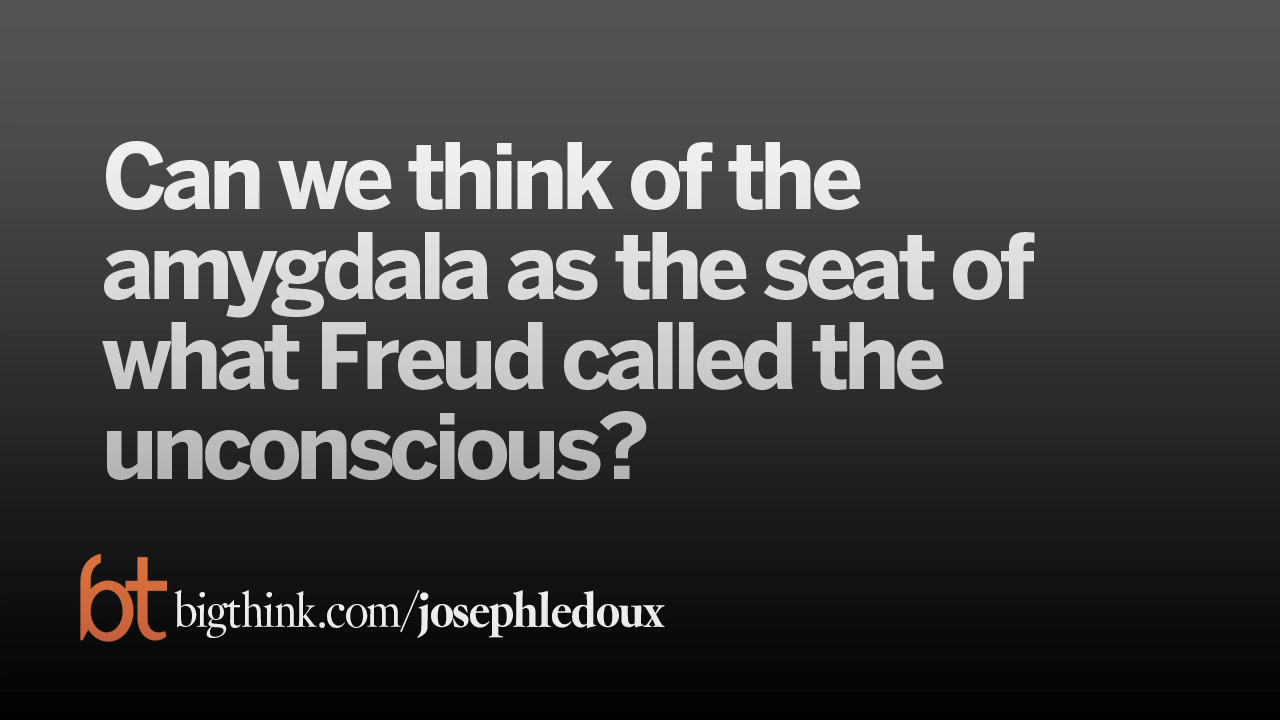 Can we think of the
amygdala as the seat of
what Freud called the
unconscious?
bt bigthink.com/josephledoux